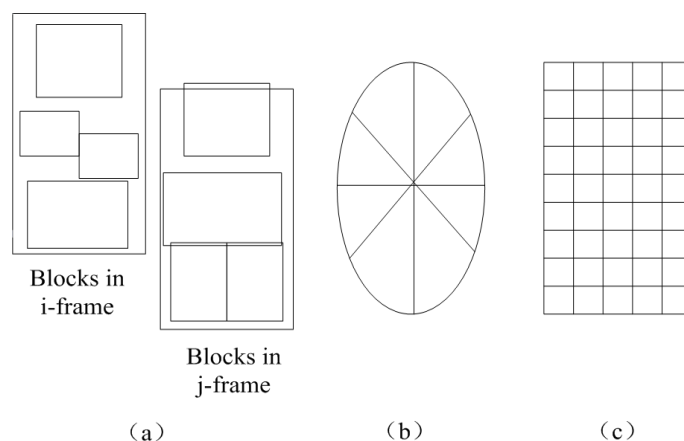 Blocks in
i-frame
Blocks in
j-frame
（a）
（b）
（c）